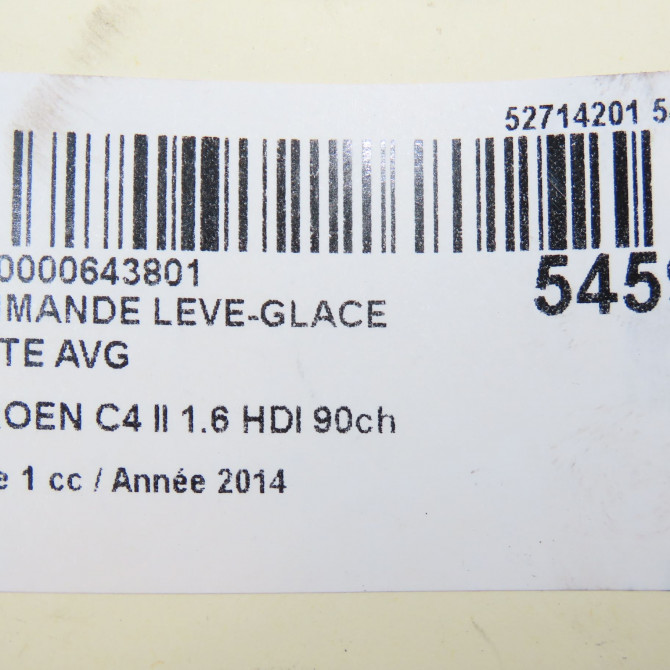 52714201 5
0000643801
545
MANDE LEVE-GLACE
TE AVG
OEN C4 II 1.6 HDI 90ch
e 1 cc / Année 2014